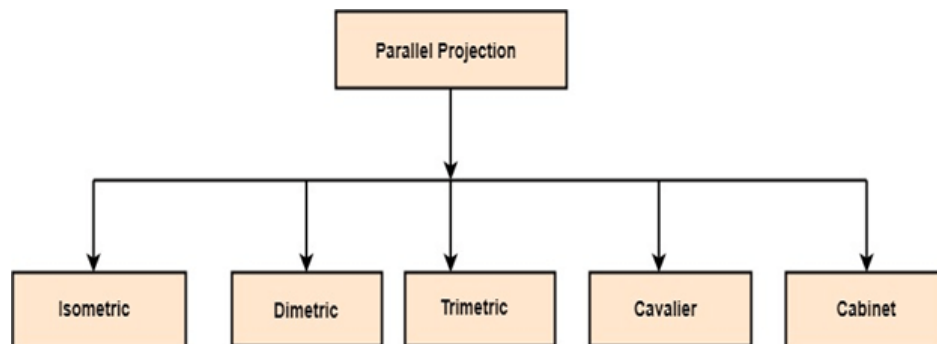 Parallel Projection
Isometric
Dimetric
Trimetric
Cavalier
Cabinet